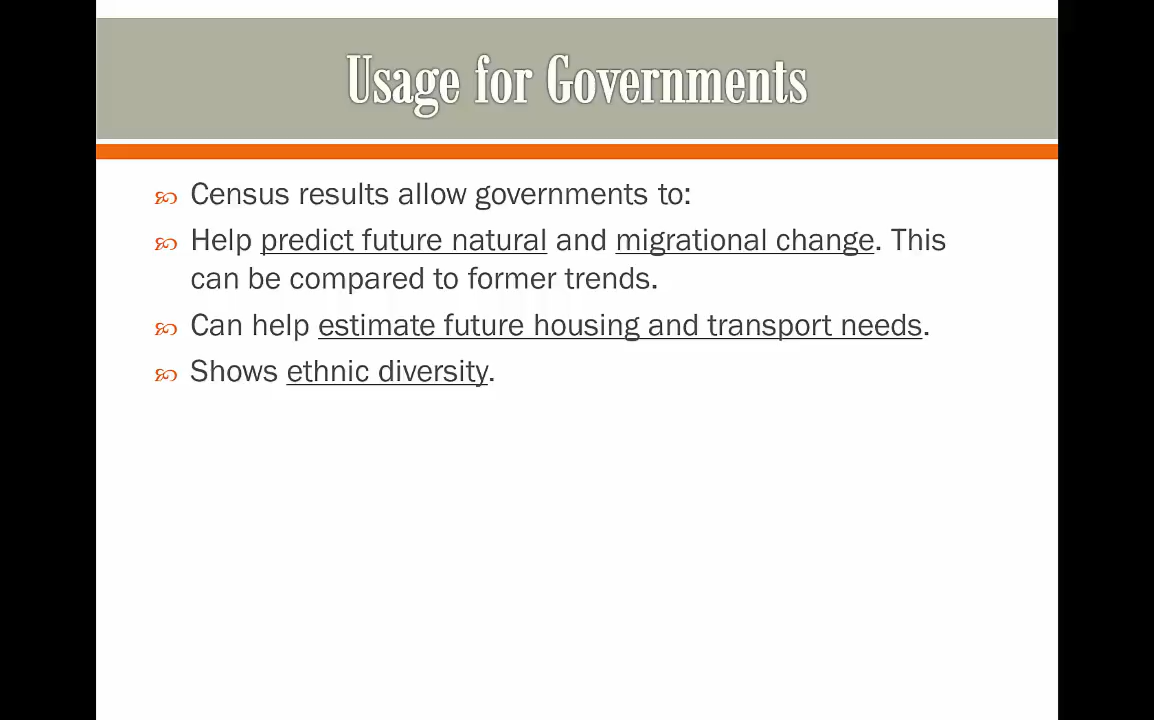 Usage for Governments
Census results allow governments to:
Help predict future natural and migrational change. This
can be compared to former trends.
Can help estimate future housing and transport needs.
Shows ethnic diversity.